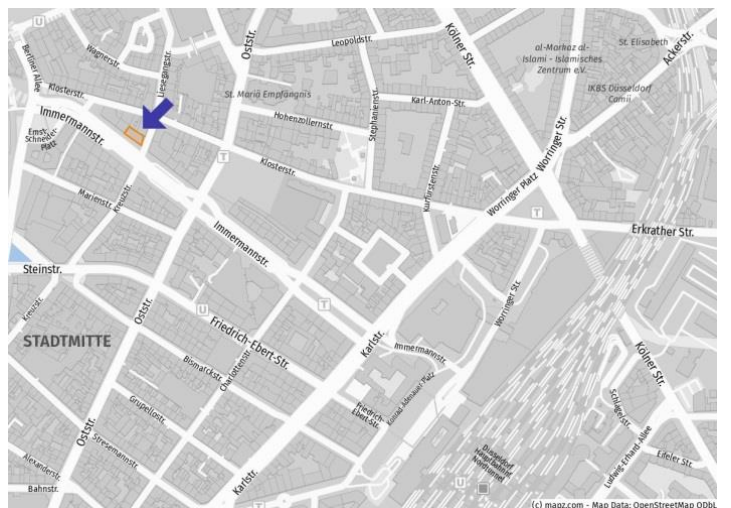 U
Berliner Allee
Wagnerstr.
Liesegangstr.
Oststr.
Leopoldstr.
Kölner Str.
al-Markaz al-
Islami - Islamisches
Zentrum e.V.
St. Elisabeth
Ackerstr.
IKBS Düsseldorf
Camii
Klosterstr.
St. Mariä Empfängnis
Karl-Anton-Str.
Immermannstr.
Hohenzollernstr.
Stephanienstr.
Worringer Str.
Ernst-
Schneider-
Platz
T
Klosterstr.
Kurfürstenstr.
Worringer Platz
Marienstr.
Kreuzstr.
T
Erkrather Str.
Immermannstr.
Steinstr.
Kreuzstr.
Oststr.
U
T
Worringer Str.
STADTMITTE
Friedrich-Ebert-Str.
Karlstr.
Immermannstr.
Kölner Str.
Bismarckstr.
Charlottenstr.
Konrad-Adenauer-Platz
Grupellostr.
Friedrich-
Ebert-Str.
Schlägelstr.
Oststr.
Stresemannstr.
Ludwig-Erhard-Allee
Eifeler Str.
Alexanderstr.
Düsseldorf
Hauptbahnhof
Nordtunnel
Bahnstr.
Karlstr.
T
U
(c) mapz.com - Map Data: OpenStreetMap ODbL